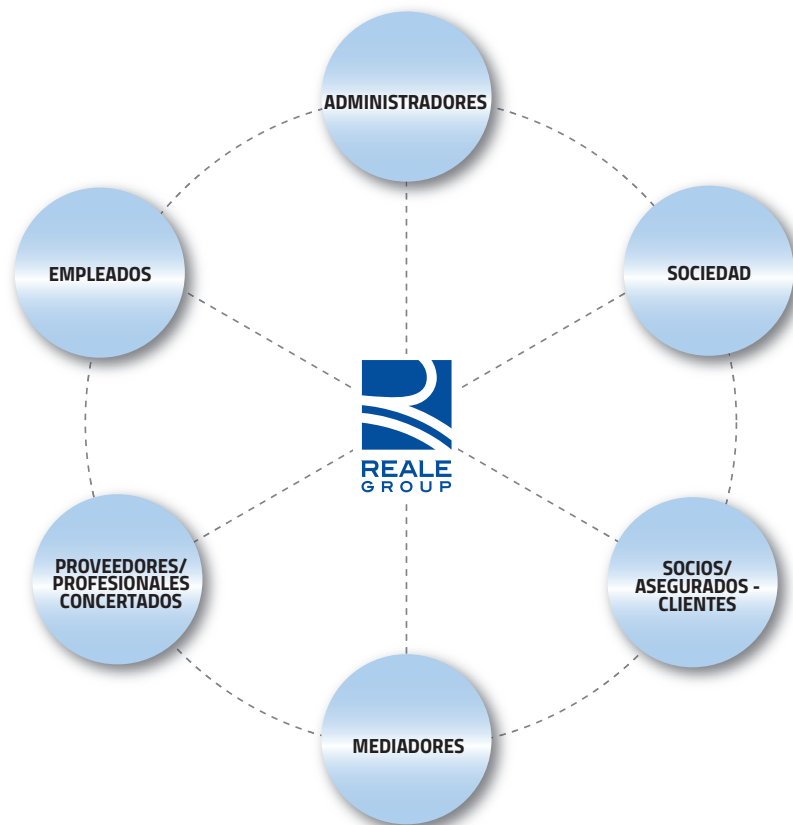 ADMINISTRADORES
EMPLEADOS
SOCIEDAD
REALE
GROUP
PROVEEDORES/
PROFESIONALES
CONCERTADOS
SOCIOS/
ASEGURADOS -
CLIENTES
MEDIADORES